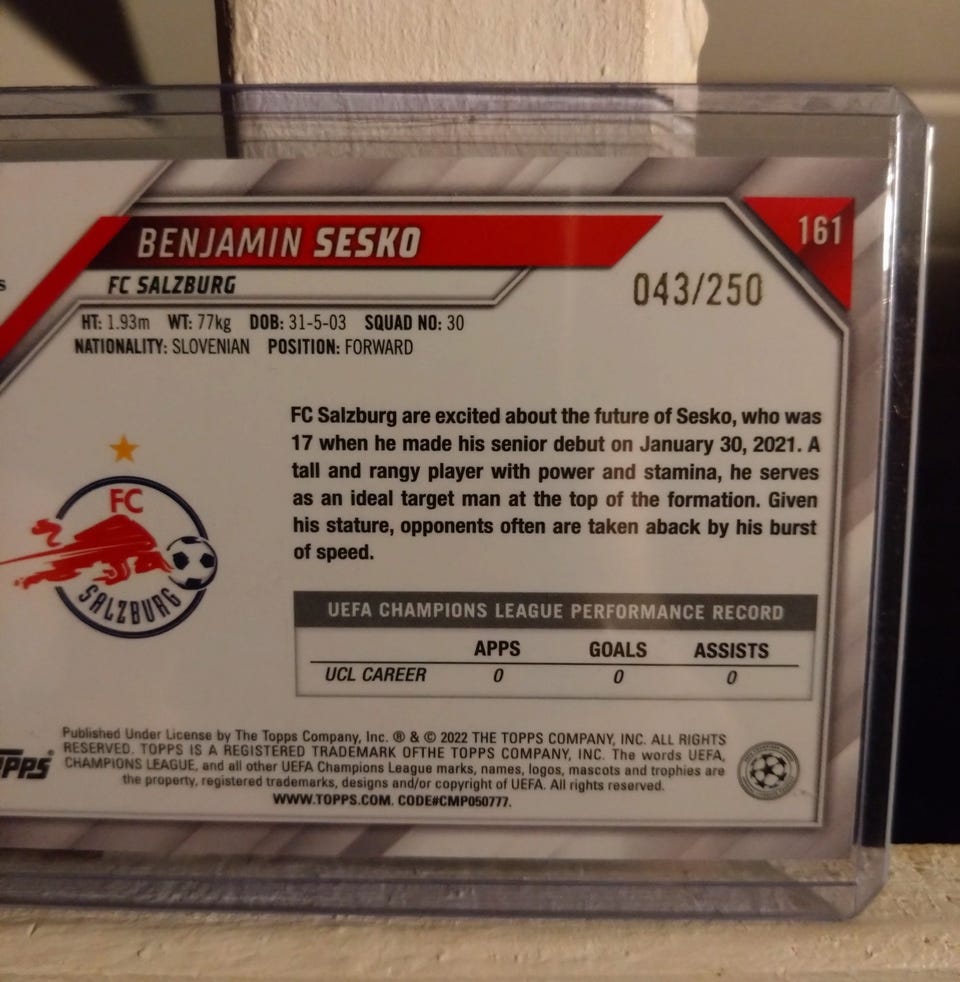 BENJAMIN SESKO
161
FC SALZBURG
043/250
HT: 1.93m WT: 77kg DOB: 31-5-03 SQUAD NO: 30
NATIONALITY: SLOVENIAN POSITION: FORWARD
FC Salzburg are excited about the future of Sesko, who was
17 when he made his senior debut on January 30, 2021. A
tall and rangy player with power and stamina, he serves
as an ideal target man at the top of the formation. Given
his stature, opponents often are taken aback by his burst
of speed.
FC
SALZBURG
UEFA CHAMPIONS LEAGUE PERFORMANCE RECORD
APPS GOALS ASSISTS
UCL CAREER 0 0 0
Published Under License by The Topps Company, Inc. ® & © 2022 THE TOPPS COMPANY, INC. ALL RIGHTS
RESERVED. TOPPS IS A REGISTERED TRADEMARK OFTHE TOPPS COMPANY, INC. The words UEFA,
CHAMPIONS LEAGUE, and all other UEFA Champions League marks, names, logos, mascots and trophies are
the property, registered trademarks, designs and/or copyright of UEFA. All rights reserved.
WWW.TOPPS.COM. CODE#CMP050777.